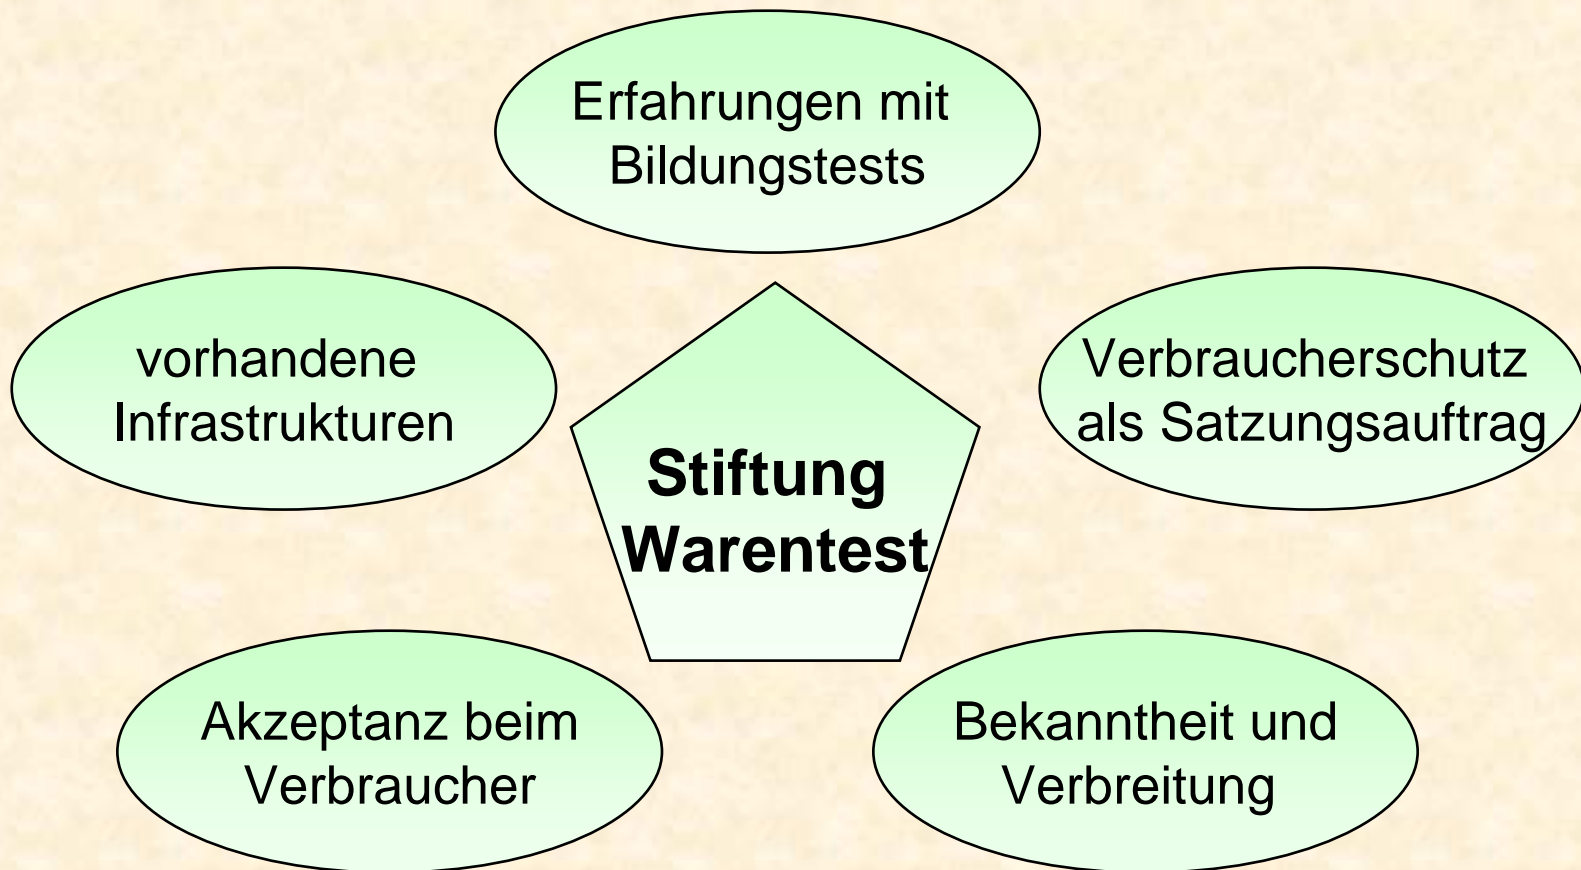 Erfahrungen mit
Bildungstests
vorhandene
Infrastrukturen
Verbraucherschutz
als Satzungsauftrag
Stiftung
Warentest
Akzeptanz beim
Verbraucher
Bekanntheit und
Verbreitung